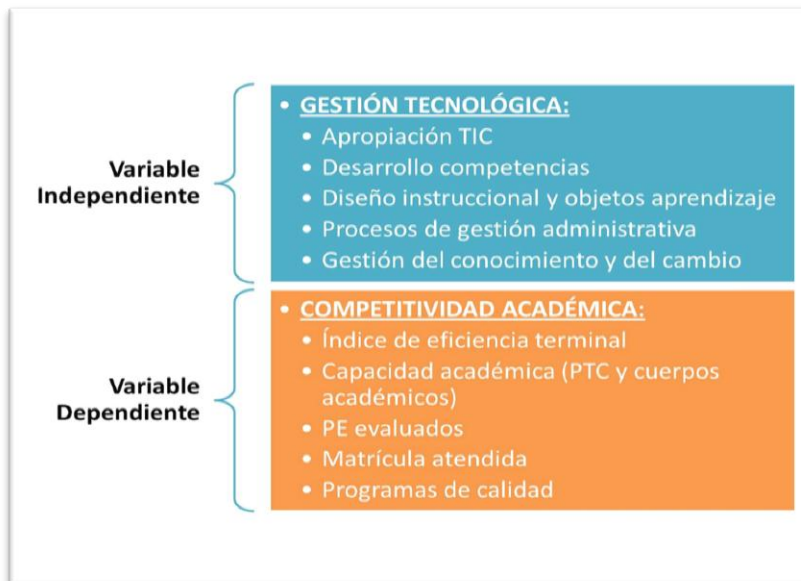 Variable
Independiente
• GESTIÓN TECNOLÓGICA:
• Apropiación TIC
• Desarrollo competencias
• Diseño instruccional y objetos aprendizaje
• Procesos de gestión administrativa
• Gestión del conocimiento y del cambio
Variable
Dependiente
• COMPETITIVIDAD ACADÉMICA:
• Índice de eficiencia terminal
• Capacidad académica (PTC y cuerpos
académicos)
• PE evaluados
• Matrícula atendida
• Programas de calidad